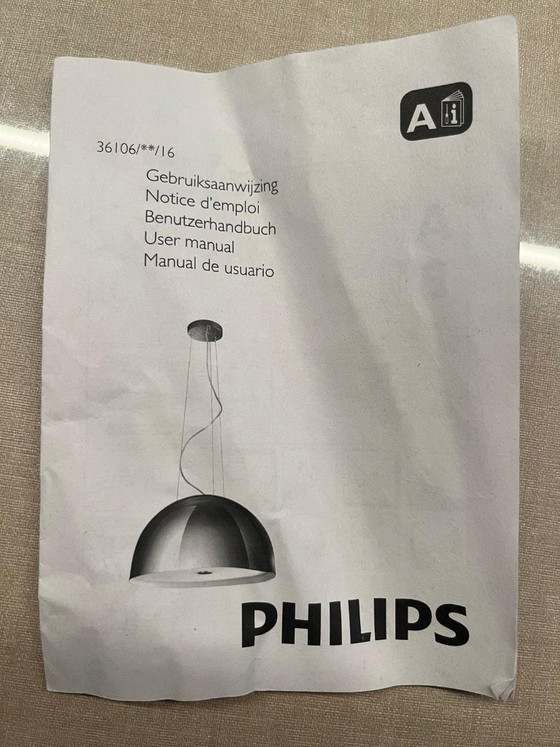 A i
36106/**/16
Gebruiksaanwijzing
Notice d'emploi
Benutzerhandbuch
User manual
Manual de usuario
PHILIPS